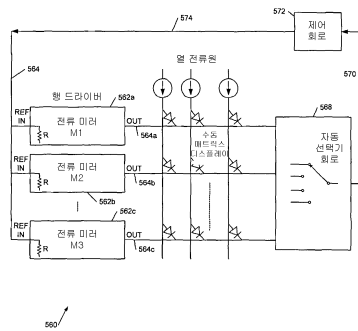 572
제어
회로
574
570
564
열 전류원
행 드라이버
562a
568
REF
IN
전류 미러
M1
R
OUT
564a
수동
매트릭스
디스플레이
자동
선택기
회로
REF
IN
전류 미러
M2
R
OUT
564b
562b
562c
REF
IN
전류 미러
M3
R
OUT
564c
560